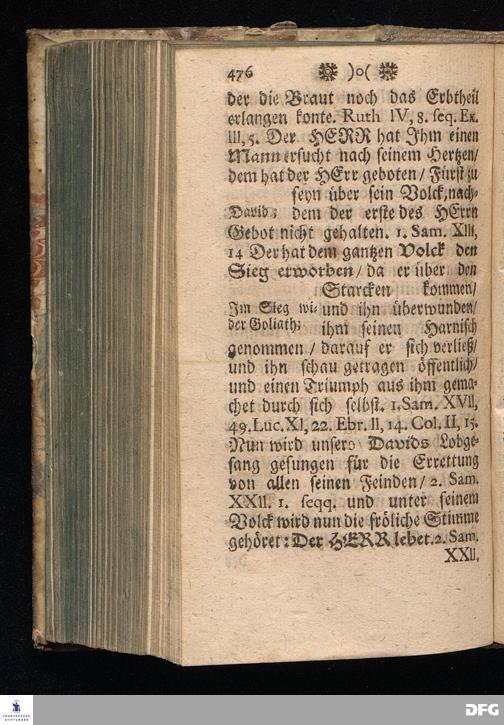 476 )o(
der die Braut noch das Erbtheil
erlangen konte. Ruth IV, 8. seq. Ex.
III, 5. Der HERR hat Ihm einen
Mann ersucht nach seinem Hertzen/
dem hat der HErr geboten / Fürst zu
seyn über sein Volck, nach-
David; dem der erste des HErrn
Gebot nicht gehalten. 1. Sam. XIII,
14 Der hat dem gantzen Volck den
Sieg erworben / da er über den
Starcken kommen /
Im Sieg wi- und ihn überwunden /
der Goliath; ihm seinen Harnisch
genommen / darauf er sich verließ /
und ihn schau getragen öffentlich /
und einen Triumph aus ihm gema-
chet durch sich selbst. 1. Sam. XVII,
49. Luc. XI, 22. Ebr. II, 14. Col. II, 15.
Nun wird unsers Davids Lobge-
sang gesungen für die Errettung
von allen seinen Feinden / 2. Sam.
XXII. 1. seqq. und unter seinem
Volck wird nun die fröliche Stimme
gehöret: Der HERR lebet. 2. Sam.
XXII,
FRANCKESCHE STIFTUNGEN
DFG